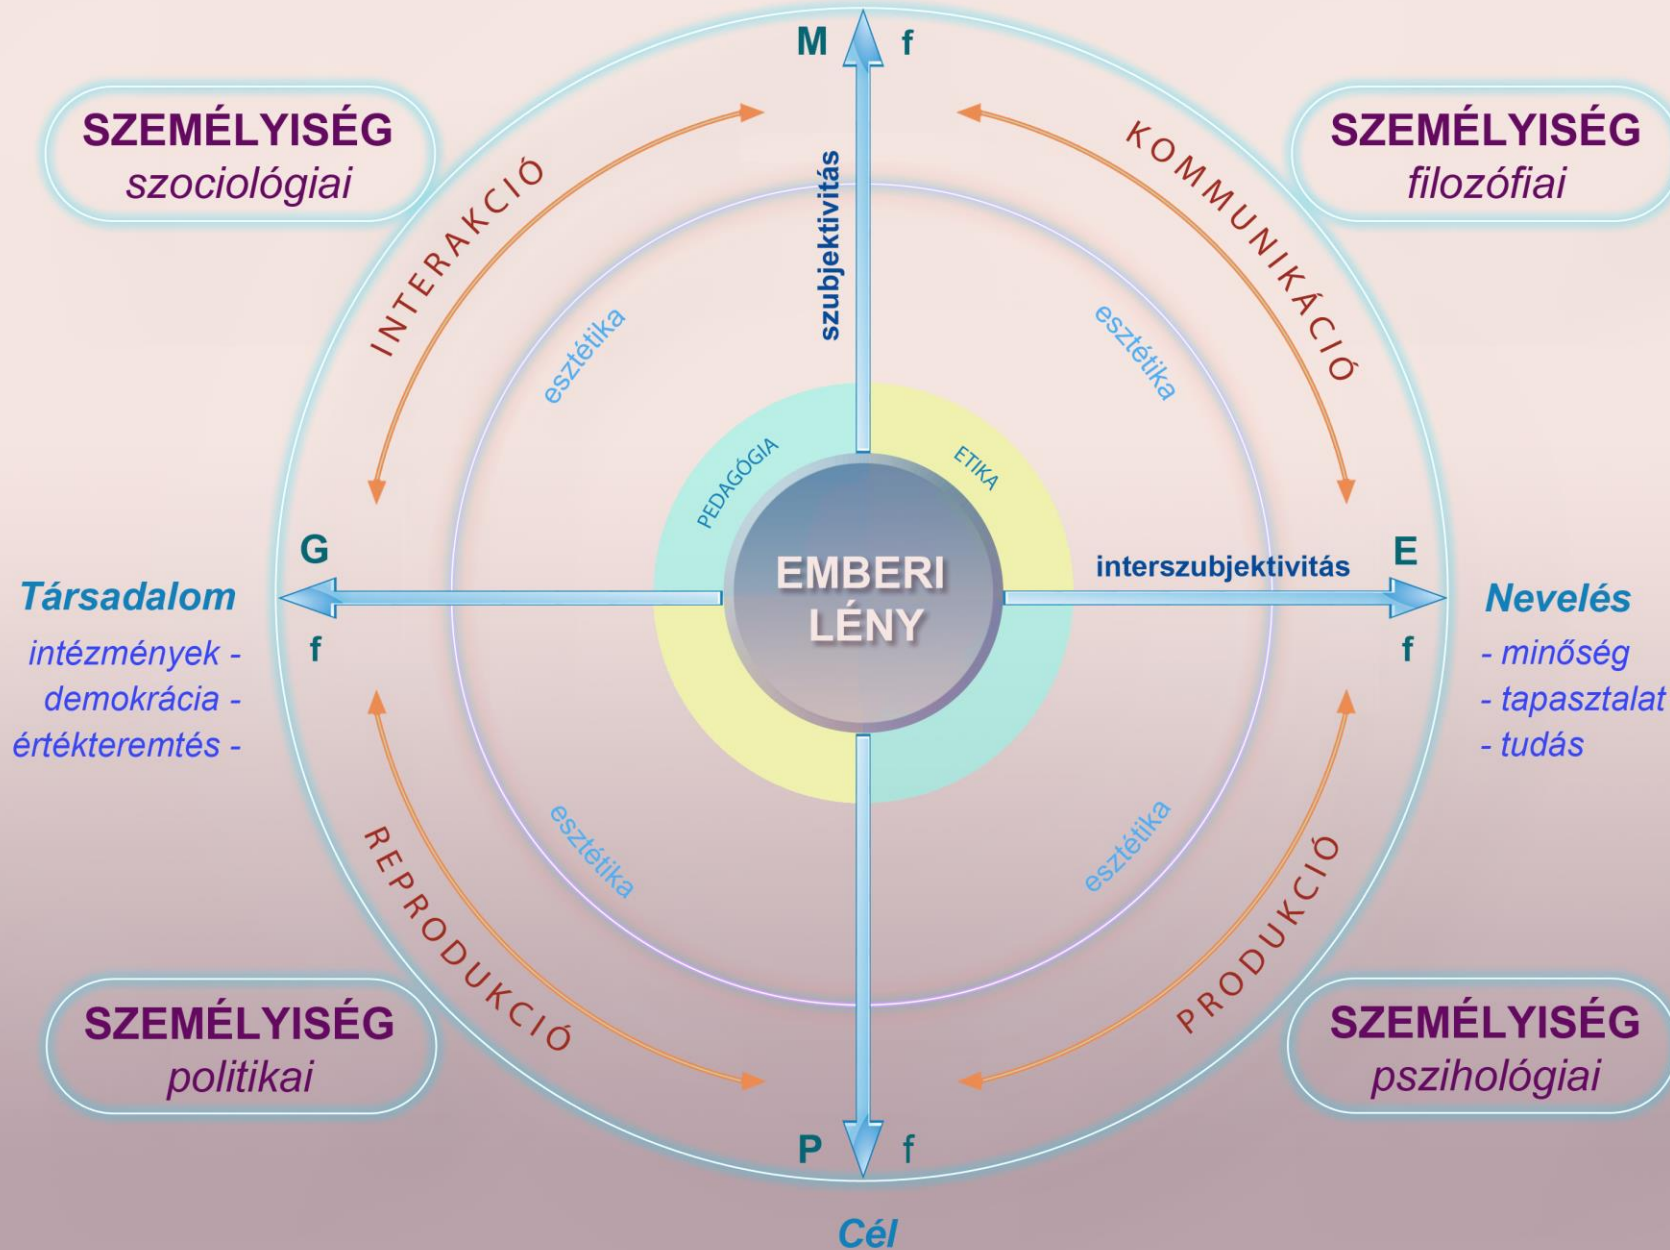 M f
SZEMÉLYISÉG
szociológiai
SZEMÉLYISÉG
filozófiai
INTERAKCIÓ
KOMMUNIKÁCIÓ
szubjektivitás
esztétika
esztétika
PEDAGÓGIA
ETIKA
G
EMBERI
LÉNY
interszubjektivitás
E
Társadalom
f
intézmények -
demokrácia -
értékteremtés -
Nevelés
f
- minőség
- tapasztalat
- tudás
esztétika
esztétika
REPRODUKCIÓ
PRODUKCIÓ
SZEMÉLYISÉG
politikai
SZEMÉLYISÉG
pszihológiai
P f
Cél